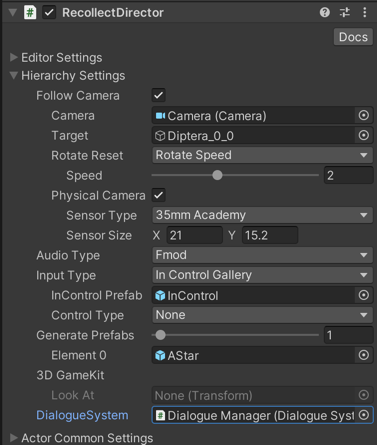 RecollectDirector
Docs
Editor Settings
Hierarchy Settings
Follow Camera
Camera Camera (Camera)
Target Diptera_0_0
Rotate Reset Rotate Speed
Speed 2
Physical Camera
Sensor Type 35mm Academy
Sensor Size X 21 Y 15.2
Audio Type Fmod
Input Type In Control Gallery
InControl Prefab InControl
Control Type None
Generate Prefabs 1
Element 0 AStar
3D GameKit
Look At None (Transform)
DialogueSystem Dialogue Manager (Dialogue Syst
Actor Common Settings